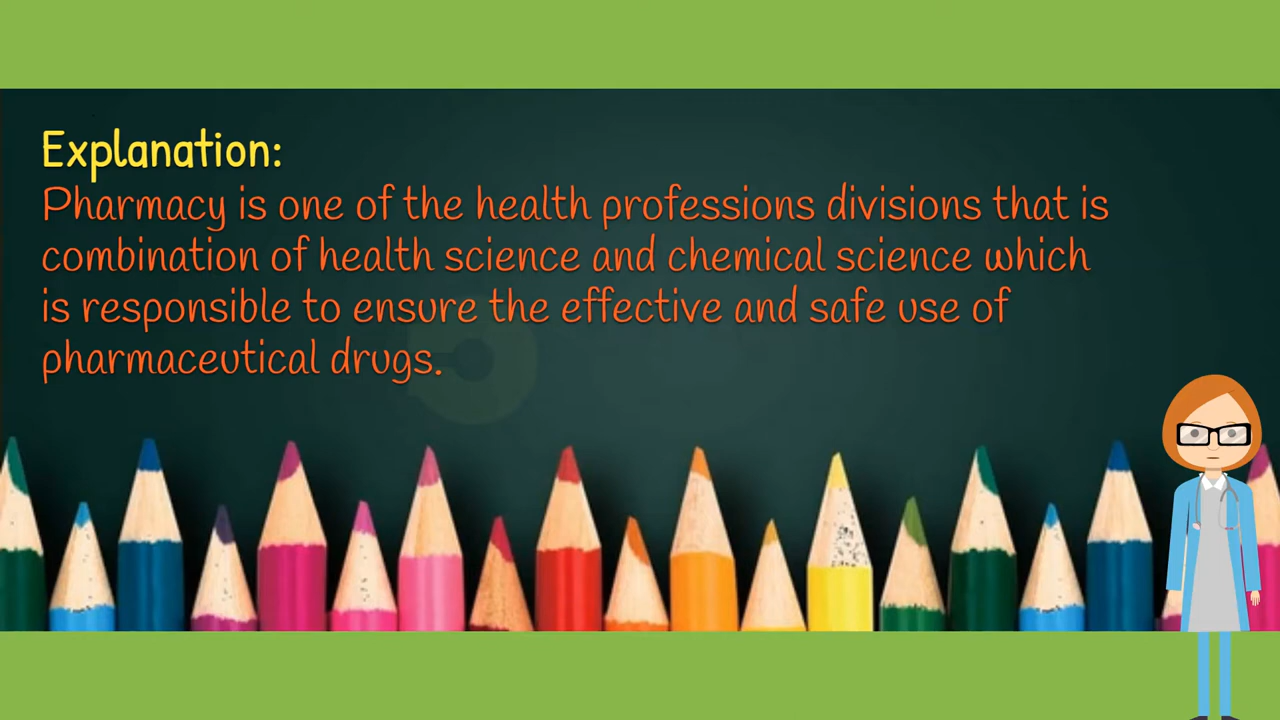 Explanation:
Pharmacy is one of the health professions divisions that is
combination of health science and chemical science which
is responsible to ensure the effective and safe use of
pharmaceutical drugs.